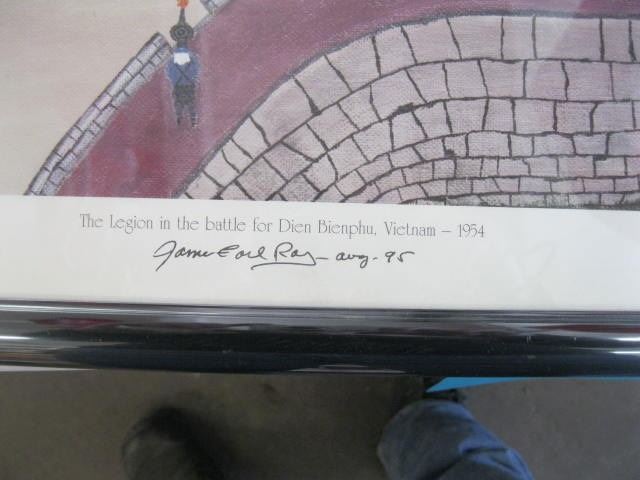 The Legion in the battle for Dien Bienphu, Vietnam – 1954
James Earl Ray – aug. 95